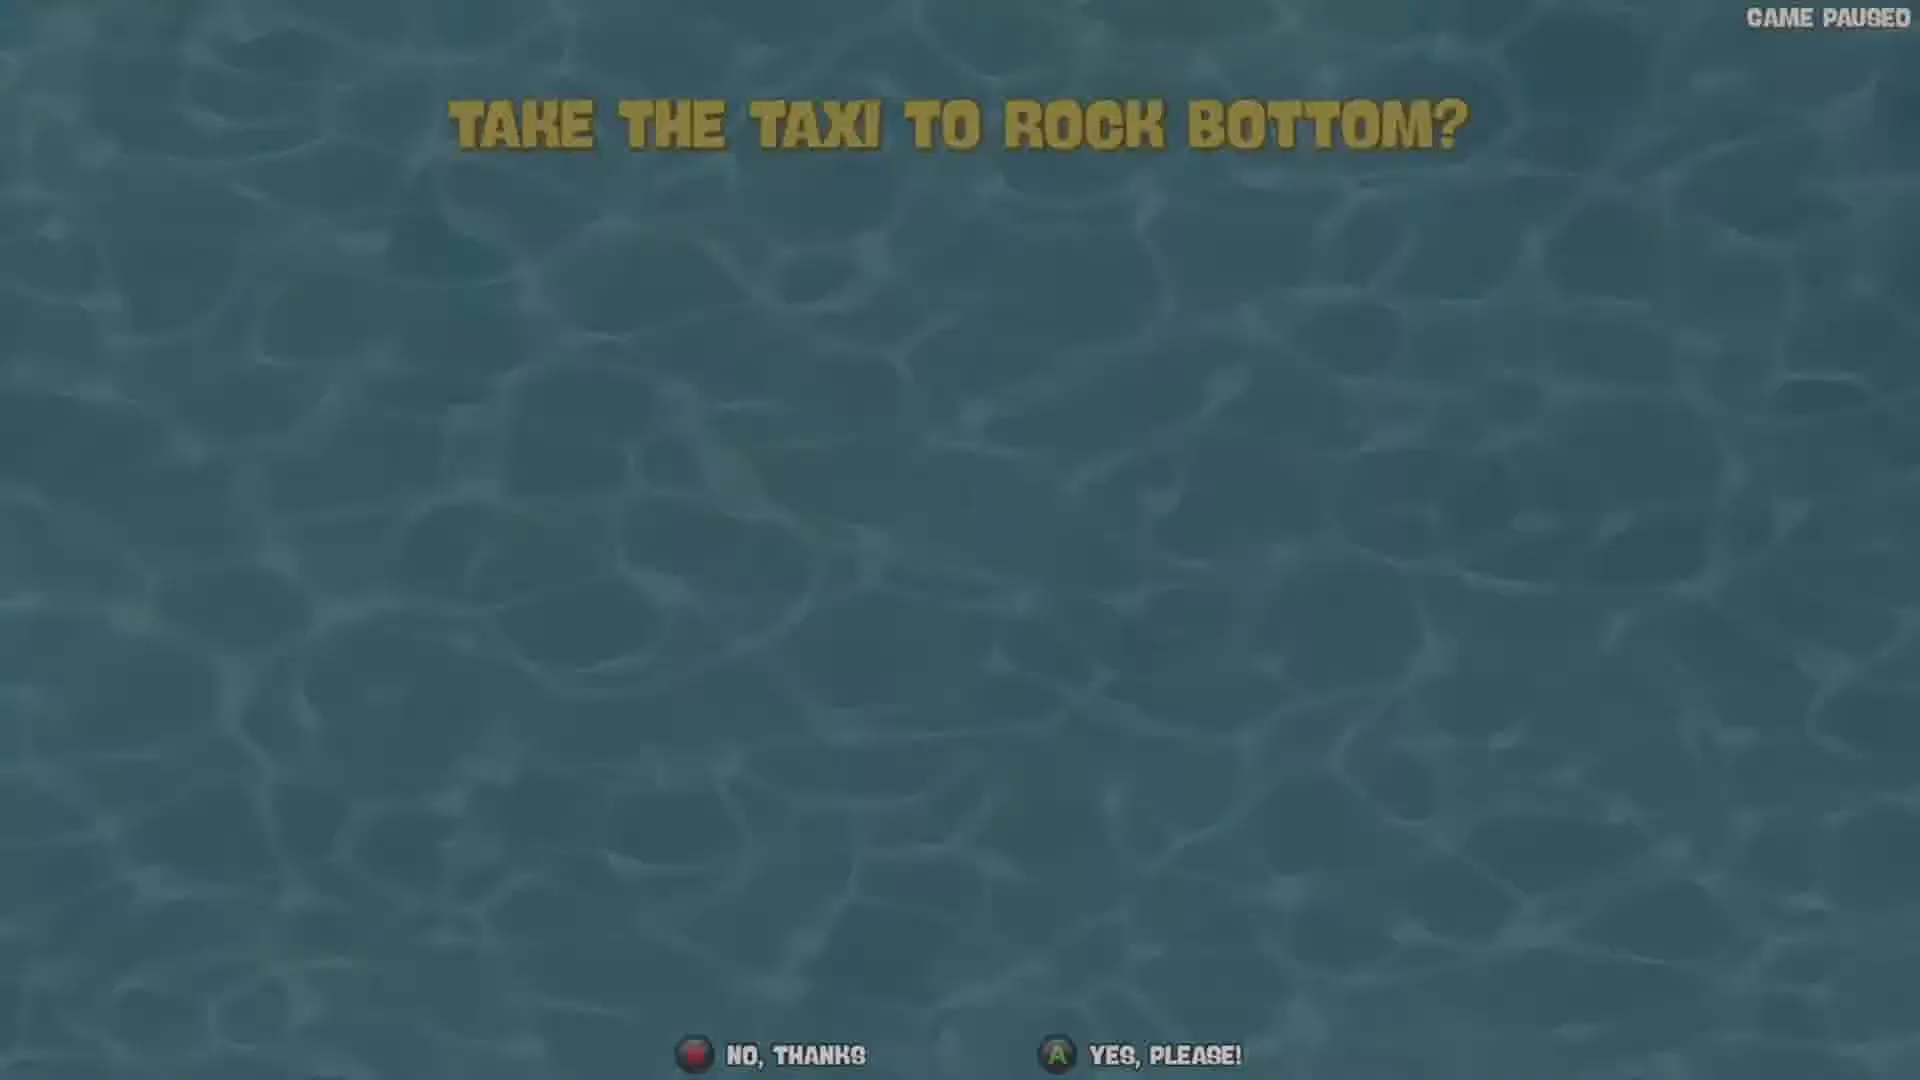 GAME PAUSED
TAKE THE TAXI TO ROCK BOTTOM?
NO, THANKS
A YES, PLEASE!